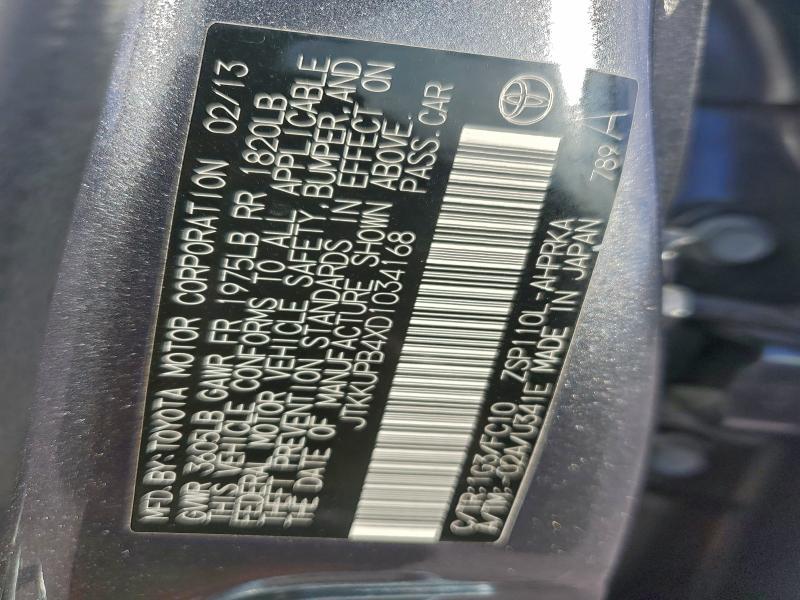 MFD.BY:TOYOTA MOTOR CORPORATION 02/13
GVWR 3605LB GAWR FR 1975LB RR 1820LB
THIS VEHICLE CONFORMS TO ALL APPLICABLE
FEDERAL MOTOR VEHICLE SAFETY,BUMPER,AND
THEFT PREVENTION STANDARDS IN EFFECT ON
THE DATE OF MANUFACTURE SHOWN ABOVE.
JTKKUPB4XD1034168 PASS.CAR
C/TR:1G3/FC10 ZSP110L-AHPRKA
A/TM:-02A/U341E MADE IN JAPAN
789/A